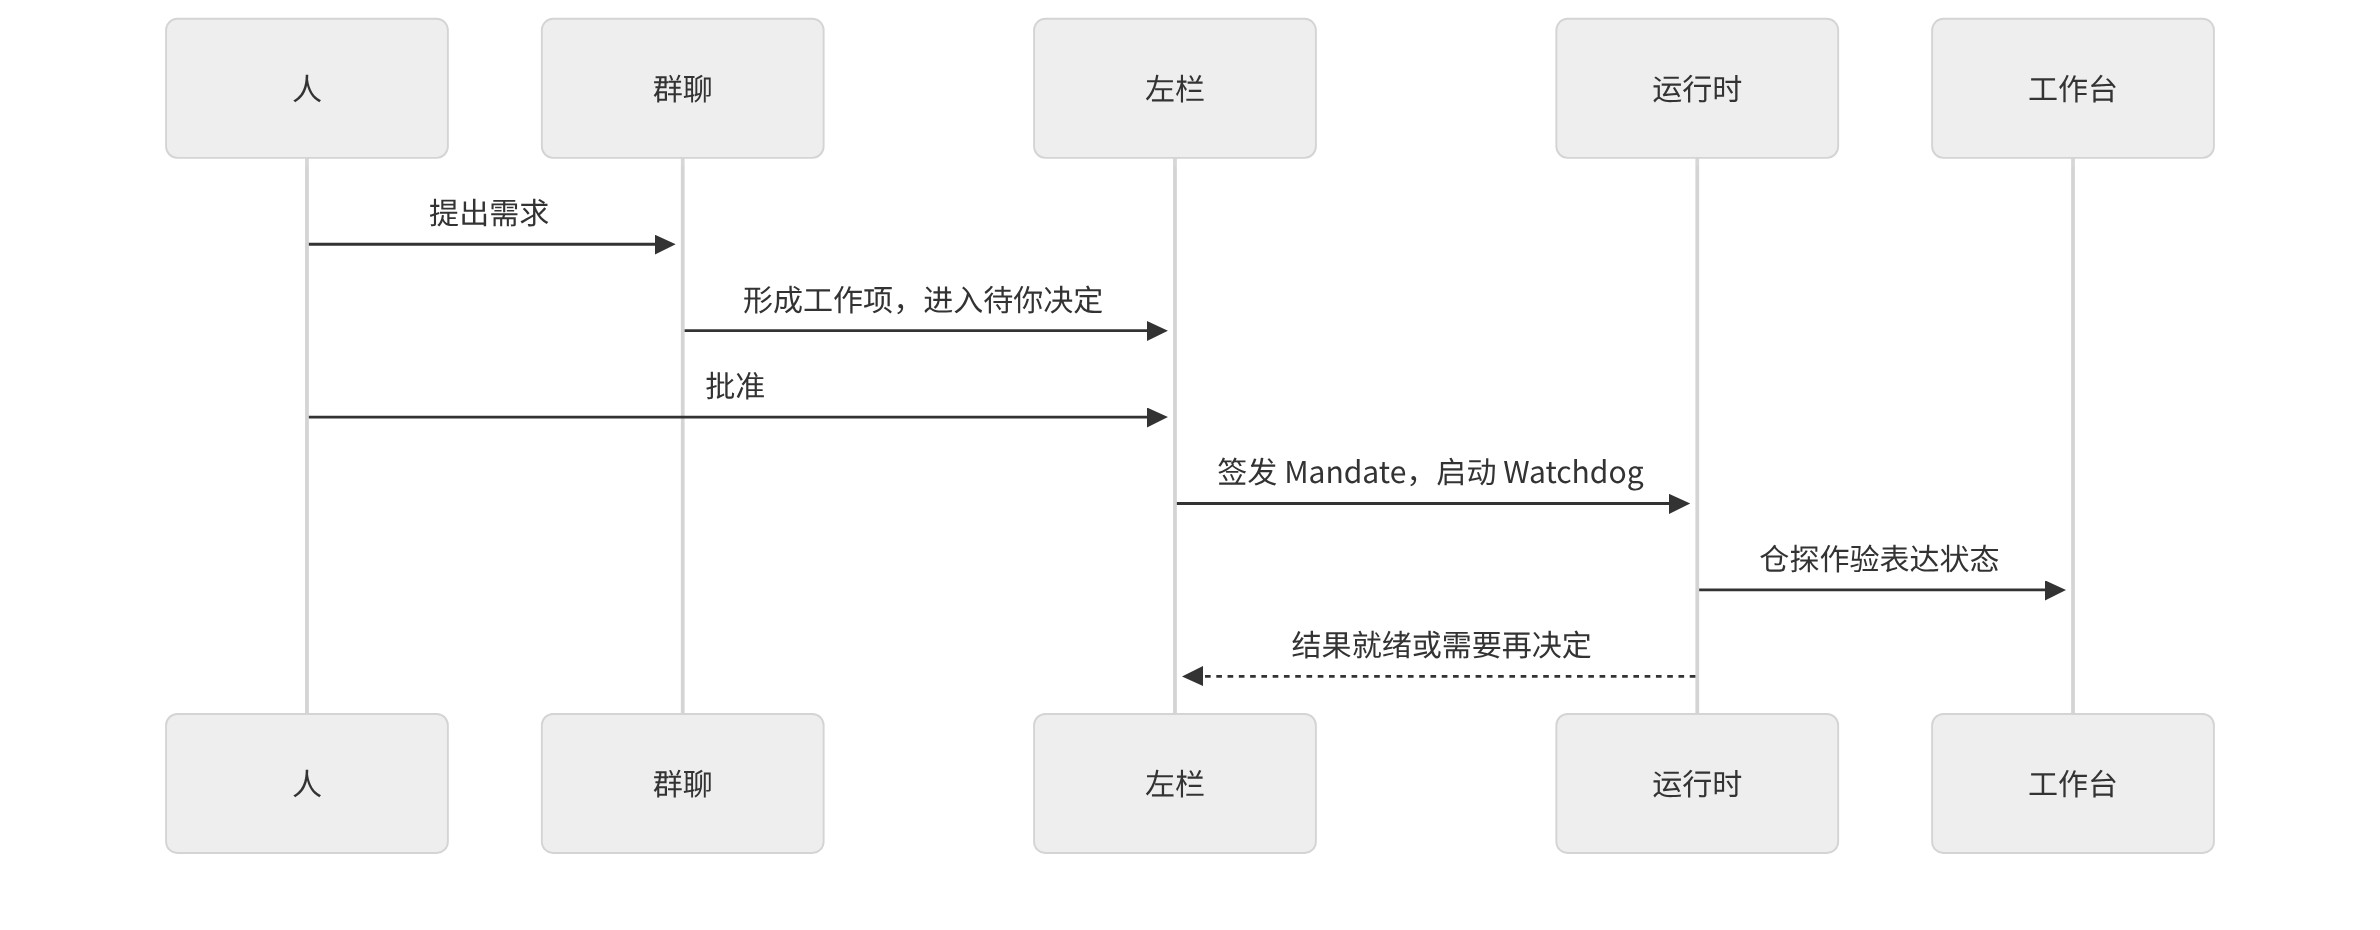 人
群聊
左栏
运行时
工作台
提出需求
形成工作项，进入待你决定
批准
签发 Mandate，启动 Watchdog
仓探作验表达状态
结果就绪或需要再决定
人
群聊
左栏
运行时
工作台